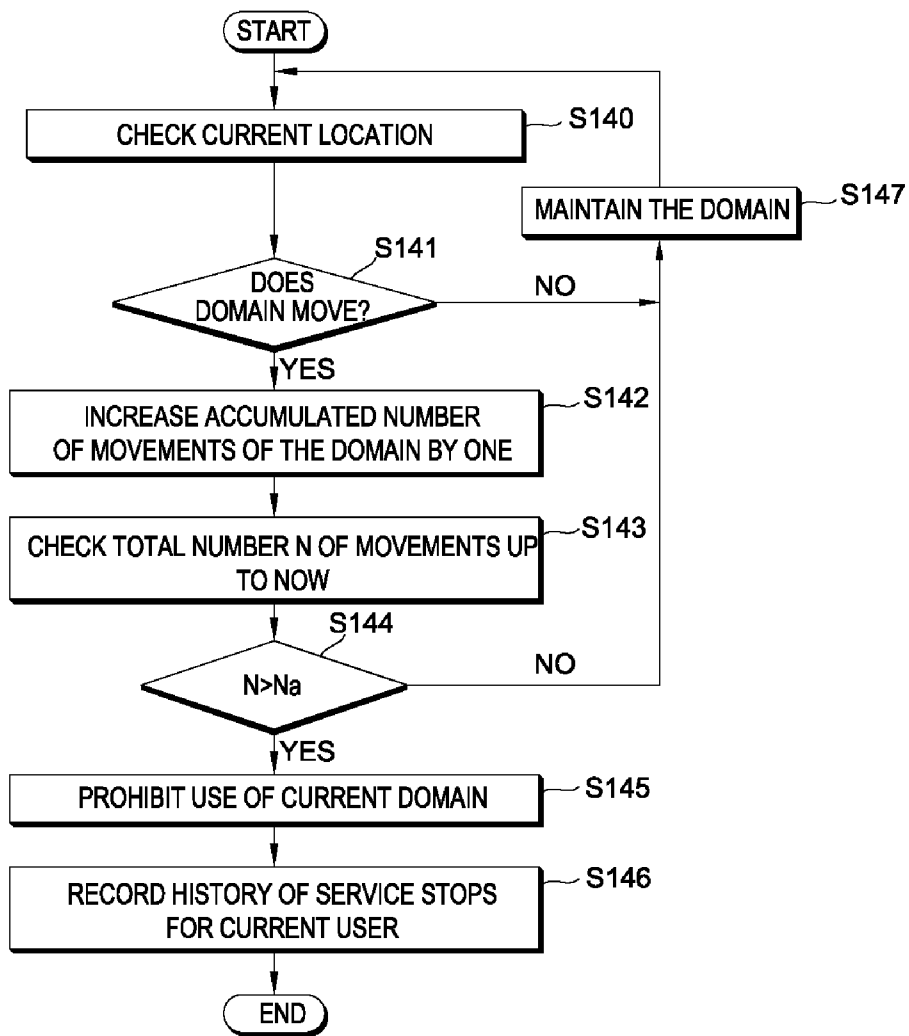 START
CHECK CURRENT LOCATION
S140
MAINTAIN THE DOMAIN
S147
S141
DOES
DOMAIN MOVE?
NO
YES
INCREASE ACCUMULATED NUMBER
OF MOVEMENTS OF THE DOMAIN BY ONE
S142
CHECK TOTAL NUMBER N OF MOVEMENTS UP
TO NOW
S143
S144
N>Na
NO
YES
PROHIBIT USE OF CURRENT DOMAIN
S145
RECORD HISTORY OF SERVICE STOPS
FOR CURRENT USER
S146
END